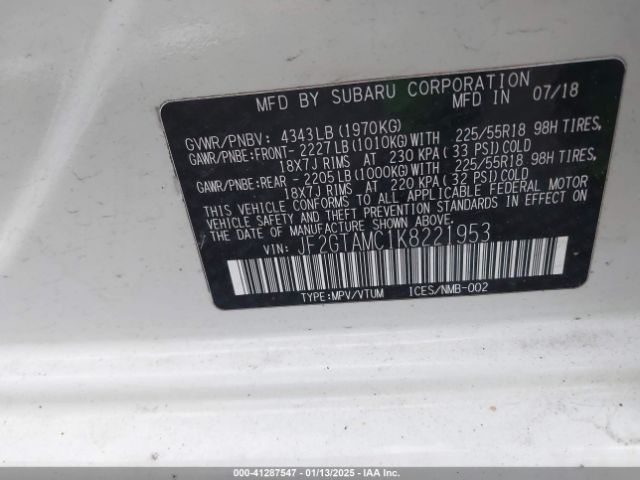 MFD BY SUBARU CORPORATION
MFD IN 07/18
GVWR/PNBV: 4343LB(1970KG)
GAWR/PNBE:FRONT- 2227LB(1010KG)WITH 225/55R18 98H TIRES,
18X7J RIMS AT 230 KPA(33 PSI)COLD
GAWR/PNBE:REAR - 2205LB(1000KG)WITH 225/55R18 98H TIRES,
18X7J RIMS AT 220 KPA(32 PSI)COLD
THIS VEHICLE CONFORMS TO ALL APPLICABLE FEDERAL MOTOR
VEHICLE SAFETY AND BUMPER STANDARDS IN EFFECT ON
THE DATE OF MANUFACTURE SHOWN ABOVE.
VIN: JF2GTAMC1K8221953
TYPE:MPV/VTUM ICES/NMB-002
000-41287547 - 01/13/2025 - IAA, Inc.